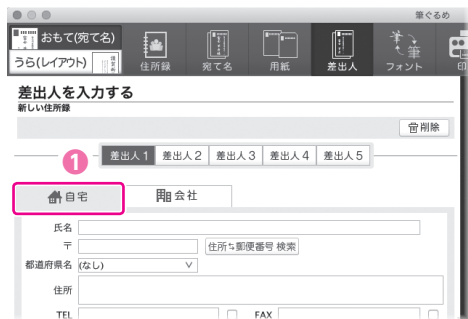 筆ぐるめ
おもて(宛て名)
うら(レイアウト)
住所録 宛て名 用紙 差出人 フォント 印
差出人を入力する
新しい住所録
削除
1 差出人1 差出人2 差出人3 差出人4 差出人5
自宅 会社
氏名
〒 住所⇆郵便番号 検索
都道府県名 (なし)
住所
TEL FAX